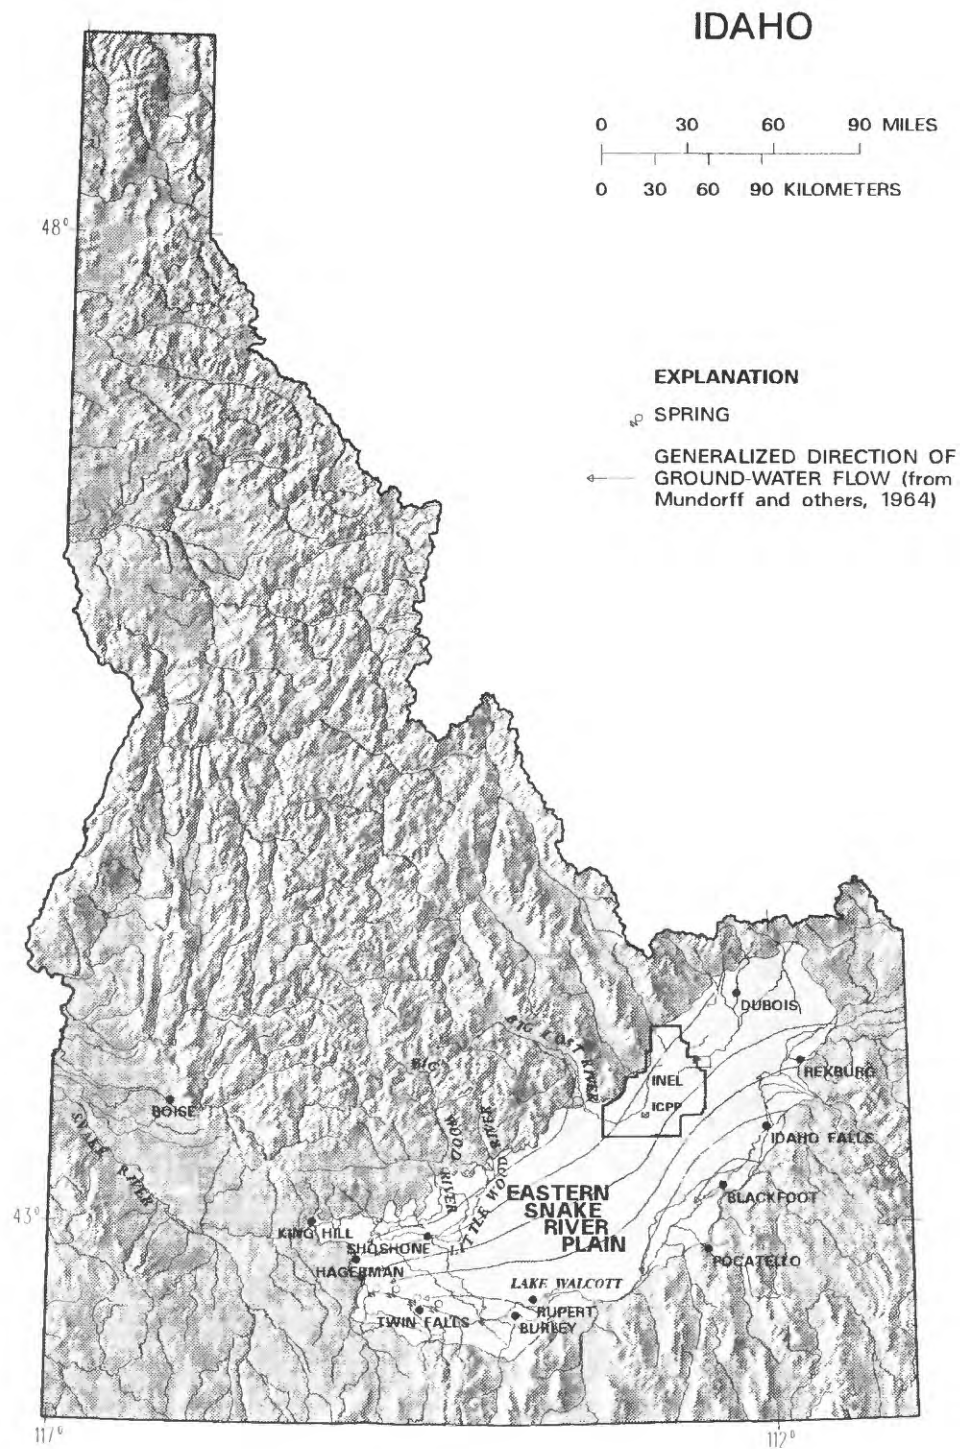 IDAHO
0 30 60 90 MILES
0 30 60 90 KILOMETERS
48°
EXPLANATION
SPRING
GENERALIZED DIRECTION OF
GROUND-WATER FLOW (from
Mundorff and others, 1964)
DUBOIS
BIG LOST RIVER
REXBURG
INEL
ICPP
BIG WOOD RIVER
BOISE
SNAKE RIVER
IDAHO FALLS
LITTLE WOOD RIVER
EASTERN
SNAKE
RIVER
PLAIN
BLACKFOOT
43°
KING HILL
SHOSHONE
POCATELLO
HAGERMAN
LAKE WALCOTT
RUPERT
TWIN FALLS
BURLEY
117°
112°